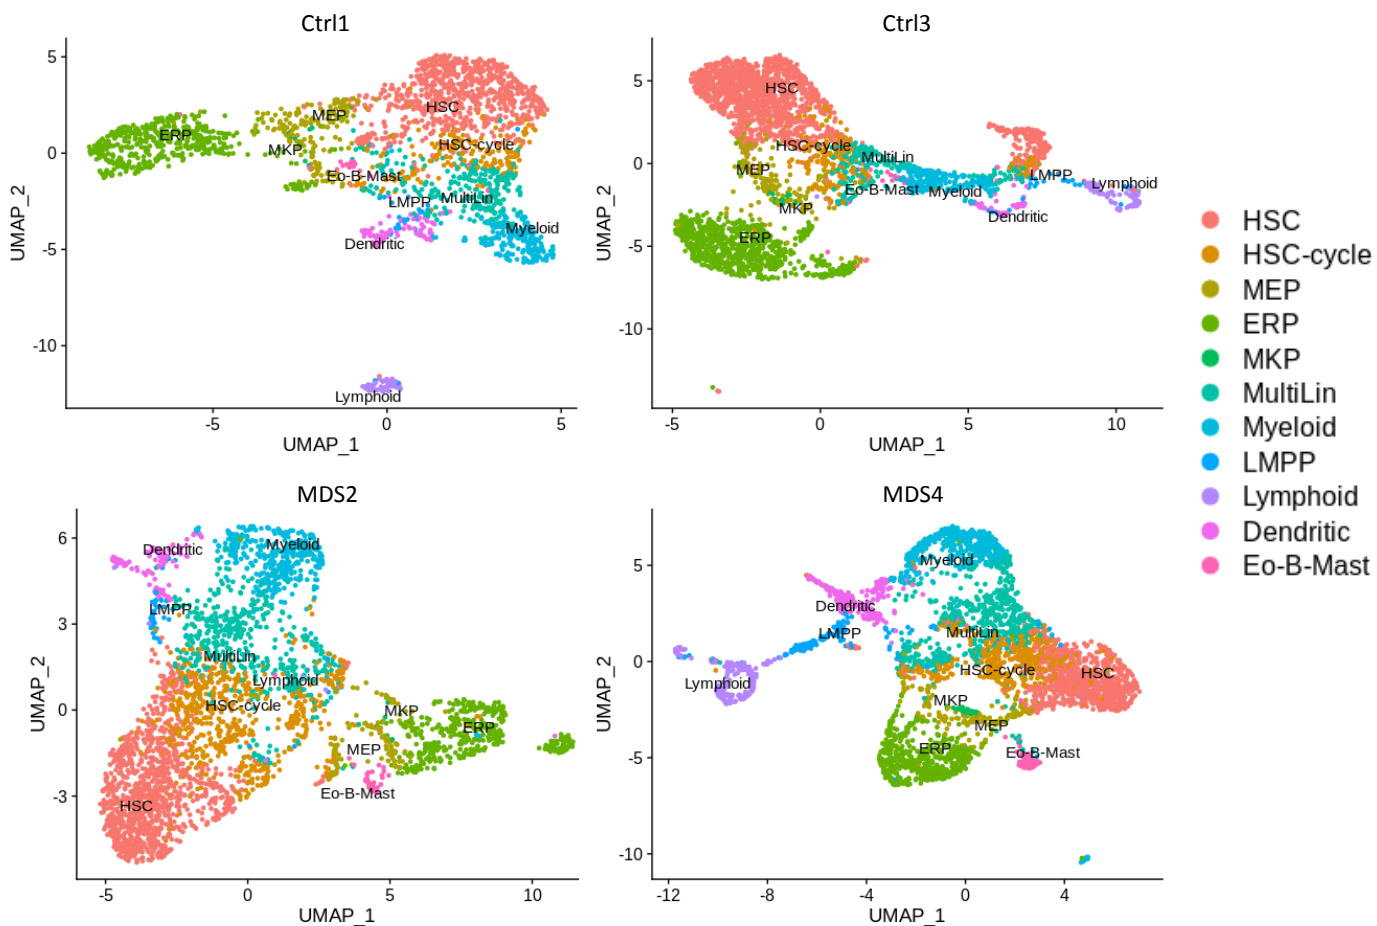 Ctrl1
5
0
-5
-10
UMAP_2
HSC
MEP
ERP
MKP
HSC-cycle
Eo-B-Mast
LMPP
MultiLin
Myeloid
Dendritic
Lymphoid
-5
0
5
UMAP_1
Ctrl3
5
0
-5
-10
UMAP_2
HSC
HSC-cycle
MultiLin
MEP
LMPP
Lymphoid
Eo-B-Mast
Myeloid
MKP
Dendritic
ERP
-5
0
5
10
UMAP_1
MDS2
6
3
0
-3
UMAP_2
Dendritic
Myeloid
LMPP
MultiLin
Lymphoid
HSC-cycle
MKP
ERP
MEP
Eo-B-Mast
HSC
-5
0
5
10
UMAP_1
MDS4
5
0
-5
-10
UMAP_2
Myeloid
Dendritic
LMPP
MultiLin
Lymphoid
HSC-cycle
HSC
MKP
MEP
ERP
Eo-B-Mast
-12
-8
-4
0
4
UMAP_1
HSC
HSC-cycle
MEP
ERP
MKP
MultiLin
Myeloid
LMPP
Lymphoid
Dendritic
Eo-B-Mast